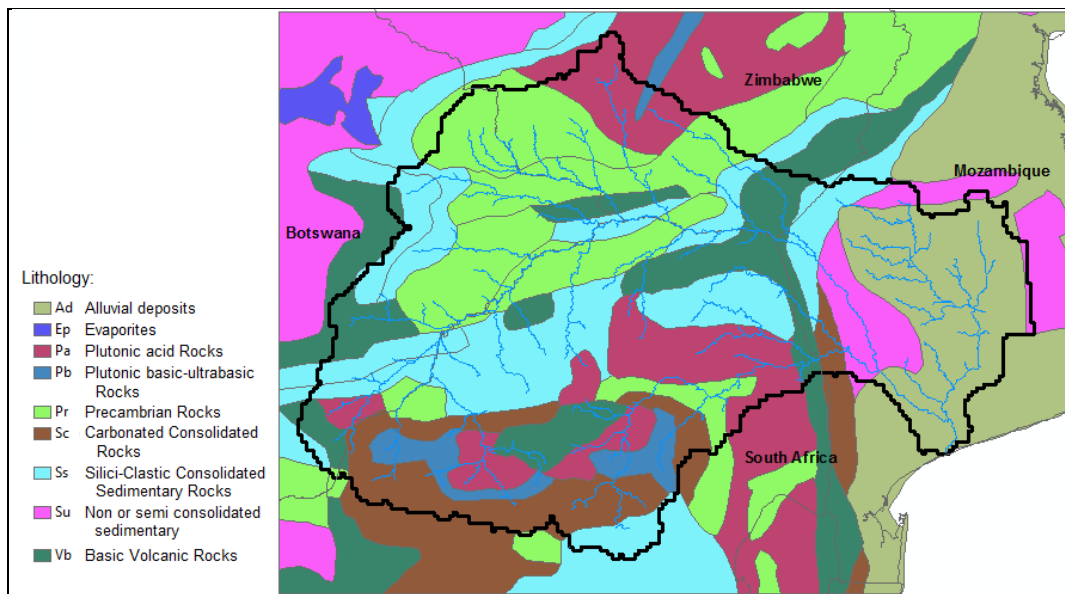 Zimbabwe
Mozambique
Botswana
South Africa
Lithology:
Ad Alluvial deposits
Ep Evaporites
Pa Plutonic acid Rocks
Pb Plutonic basic-ultrabasic
Rocks
Pr Precambrian Rocks
Sc Carbonated Consolidated
Rocks
Ss Silici-Clastic Consolidated
Sedimentary Rocks
Su Non or semi consolidated
sedimentary
Vb Basic Volcanic Rocks